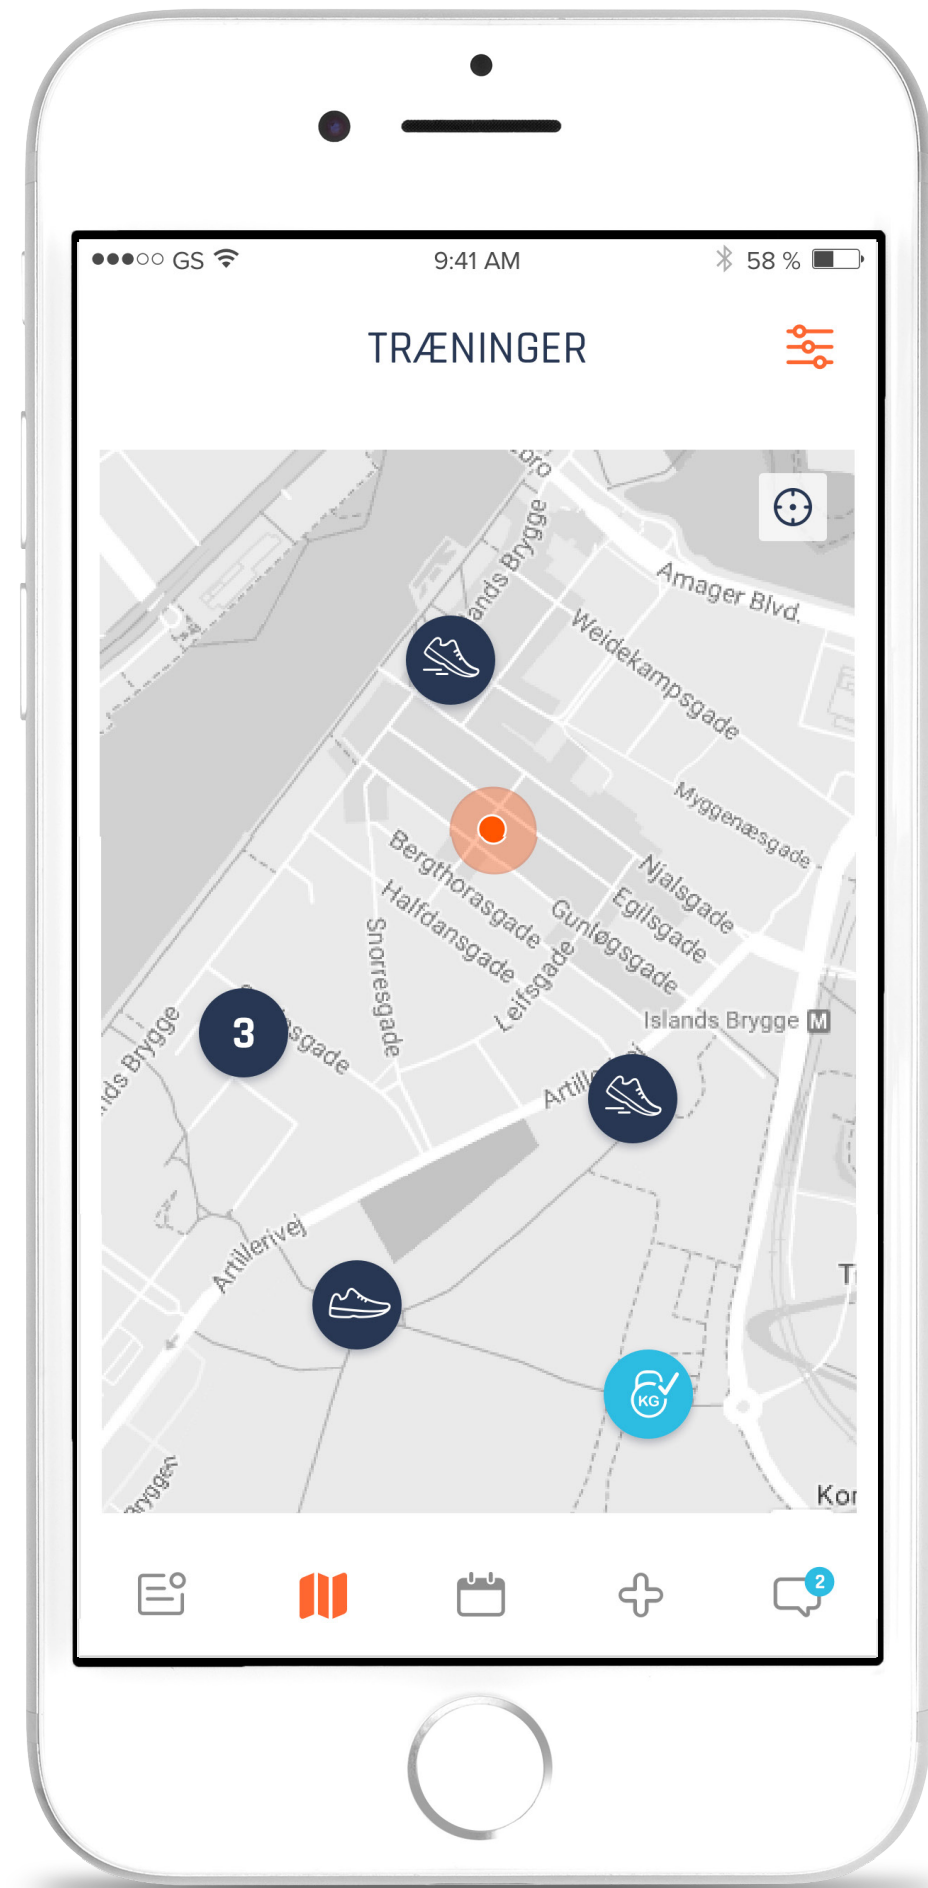 GS
9:41 AM
58 %
TRÆNINGER
Amager Blvd.
Weidekampsgade
Myggenæsgade
Bergthorasgade
Halfdansgade
Njalsgade
Egilsgade
Gunløgsgade
Leifsgade
Snorresgade
Islands Brygge M
3
Artillerivej
KG
2